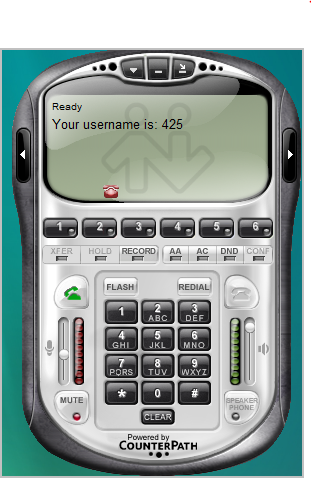 Ready
Your username is: 425
1 2 3 4 5 6
XFER HOLD RECORD AA AC DND CONF
FLASH REDIAL
1 2 ABC 3 DEF
4 GHI 5 JKL 6 MNO
7 PQRS 8 TUV 9 WXYZ
* 0 #
MUTE
SPEAKER
PHONE
CLEAR
Powered by
COUNTERPATH